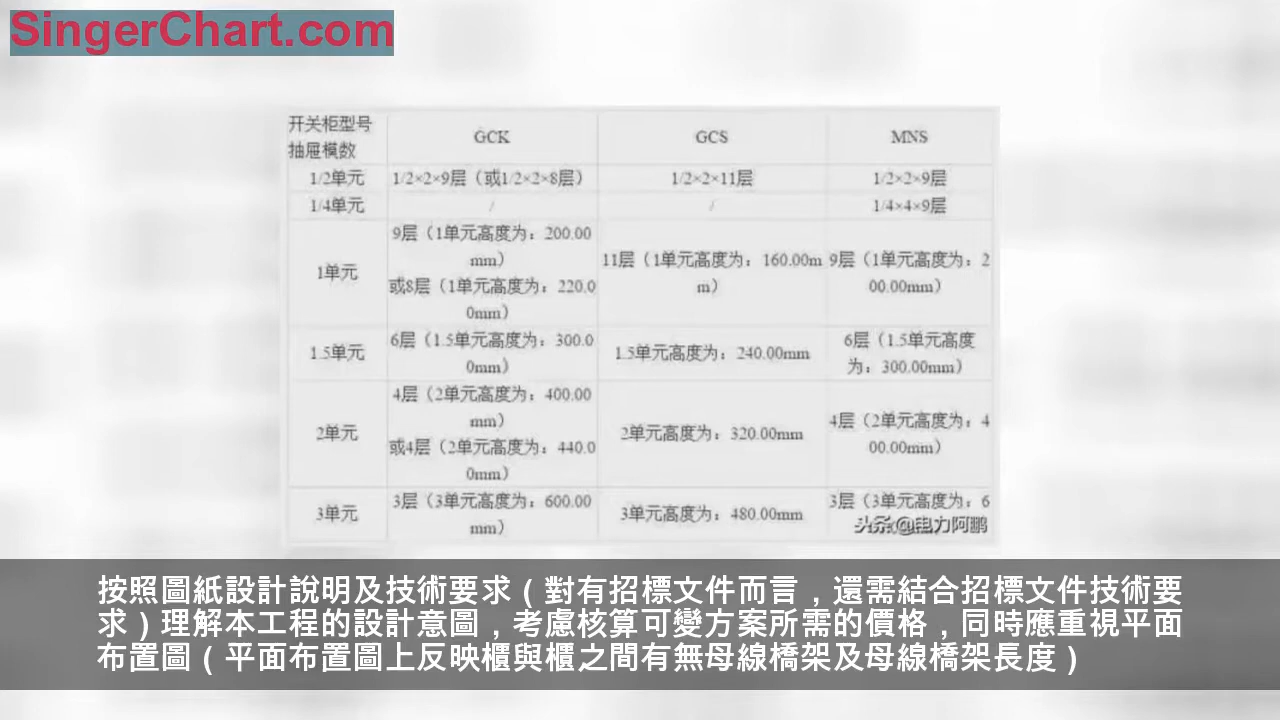 SingerChart.com
开关柜型号
抽屉模数
GCK
GCS
MNS
1/2单元
1/2×2×9层（或1/2×2×8层）
1/2×2×11层
1/2×2×9层
1/4单元
/
/
1/4×4×9层
1单元
9层（1单元高度为：200.00
mm）
或8层（1单元高度为：220.0
0mm）
11层（1单元高度为：160.00m
m）
9层（1单元高度为：2
00.00mm）
1.5单元
6层（1.5单元高度为：300.0
0mm）
1.5单元高度为：240.00mm
6层（1.5单元高度
为：300.00mm）
2单元
4层（2单元高度为：400.00
mm）
或4层（2单元高度为：440.0
0mm）
2单元高度为：320.00mm
4层（2单元高度为：4
00.00mm）
3单元
3层（3单元高度为：600.00
mm）
3单元高度为：480.00mm
3层（3单元高度为：6
头条@电力阿鹏
按照圖紙設計說明及技術要求（對有招標文件而言，還需結合招標文件技術要
求）理解本工程的設計意圖，考慮核算可變方案所需的價格，同時應重視平面
布置圖（平面布置圖上反映櫃與櫃之間有無母線橋架及母線橋架長度）